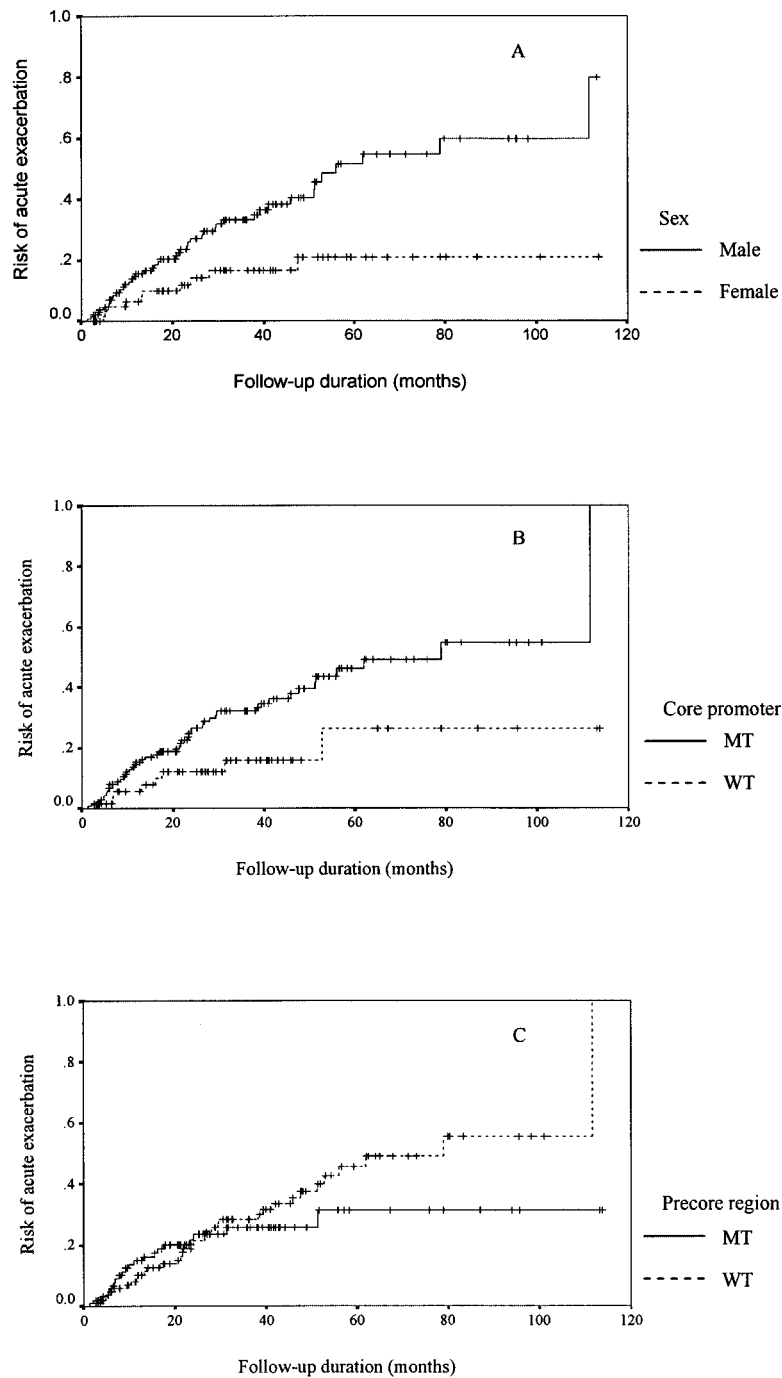 1.0
A
.8
.6
.4
.2
0.0
Risk of acute exacerbation
0 20 40 60 80 100 120
Follow-up duration (months)
Sex
Male
Female
1.0
B
.8
.6
.4
.2
0.0
Risk of acute exacerbation
0 20 40 60 80 100 120
Follow-up duration (months)
Core promoter
MT
WT
1.0
C
.8
.6
.4
.2
0.0
Risk of acute exacerbation
0 20 40 60 80 100 120
Follow-up duration (months)
Precore region
MT
WT